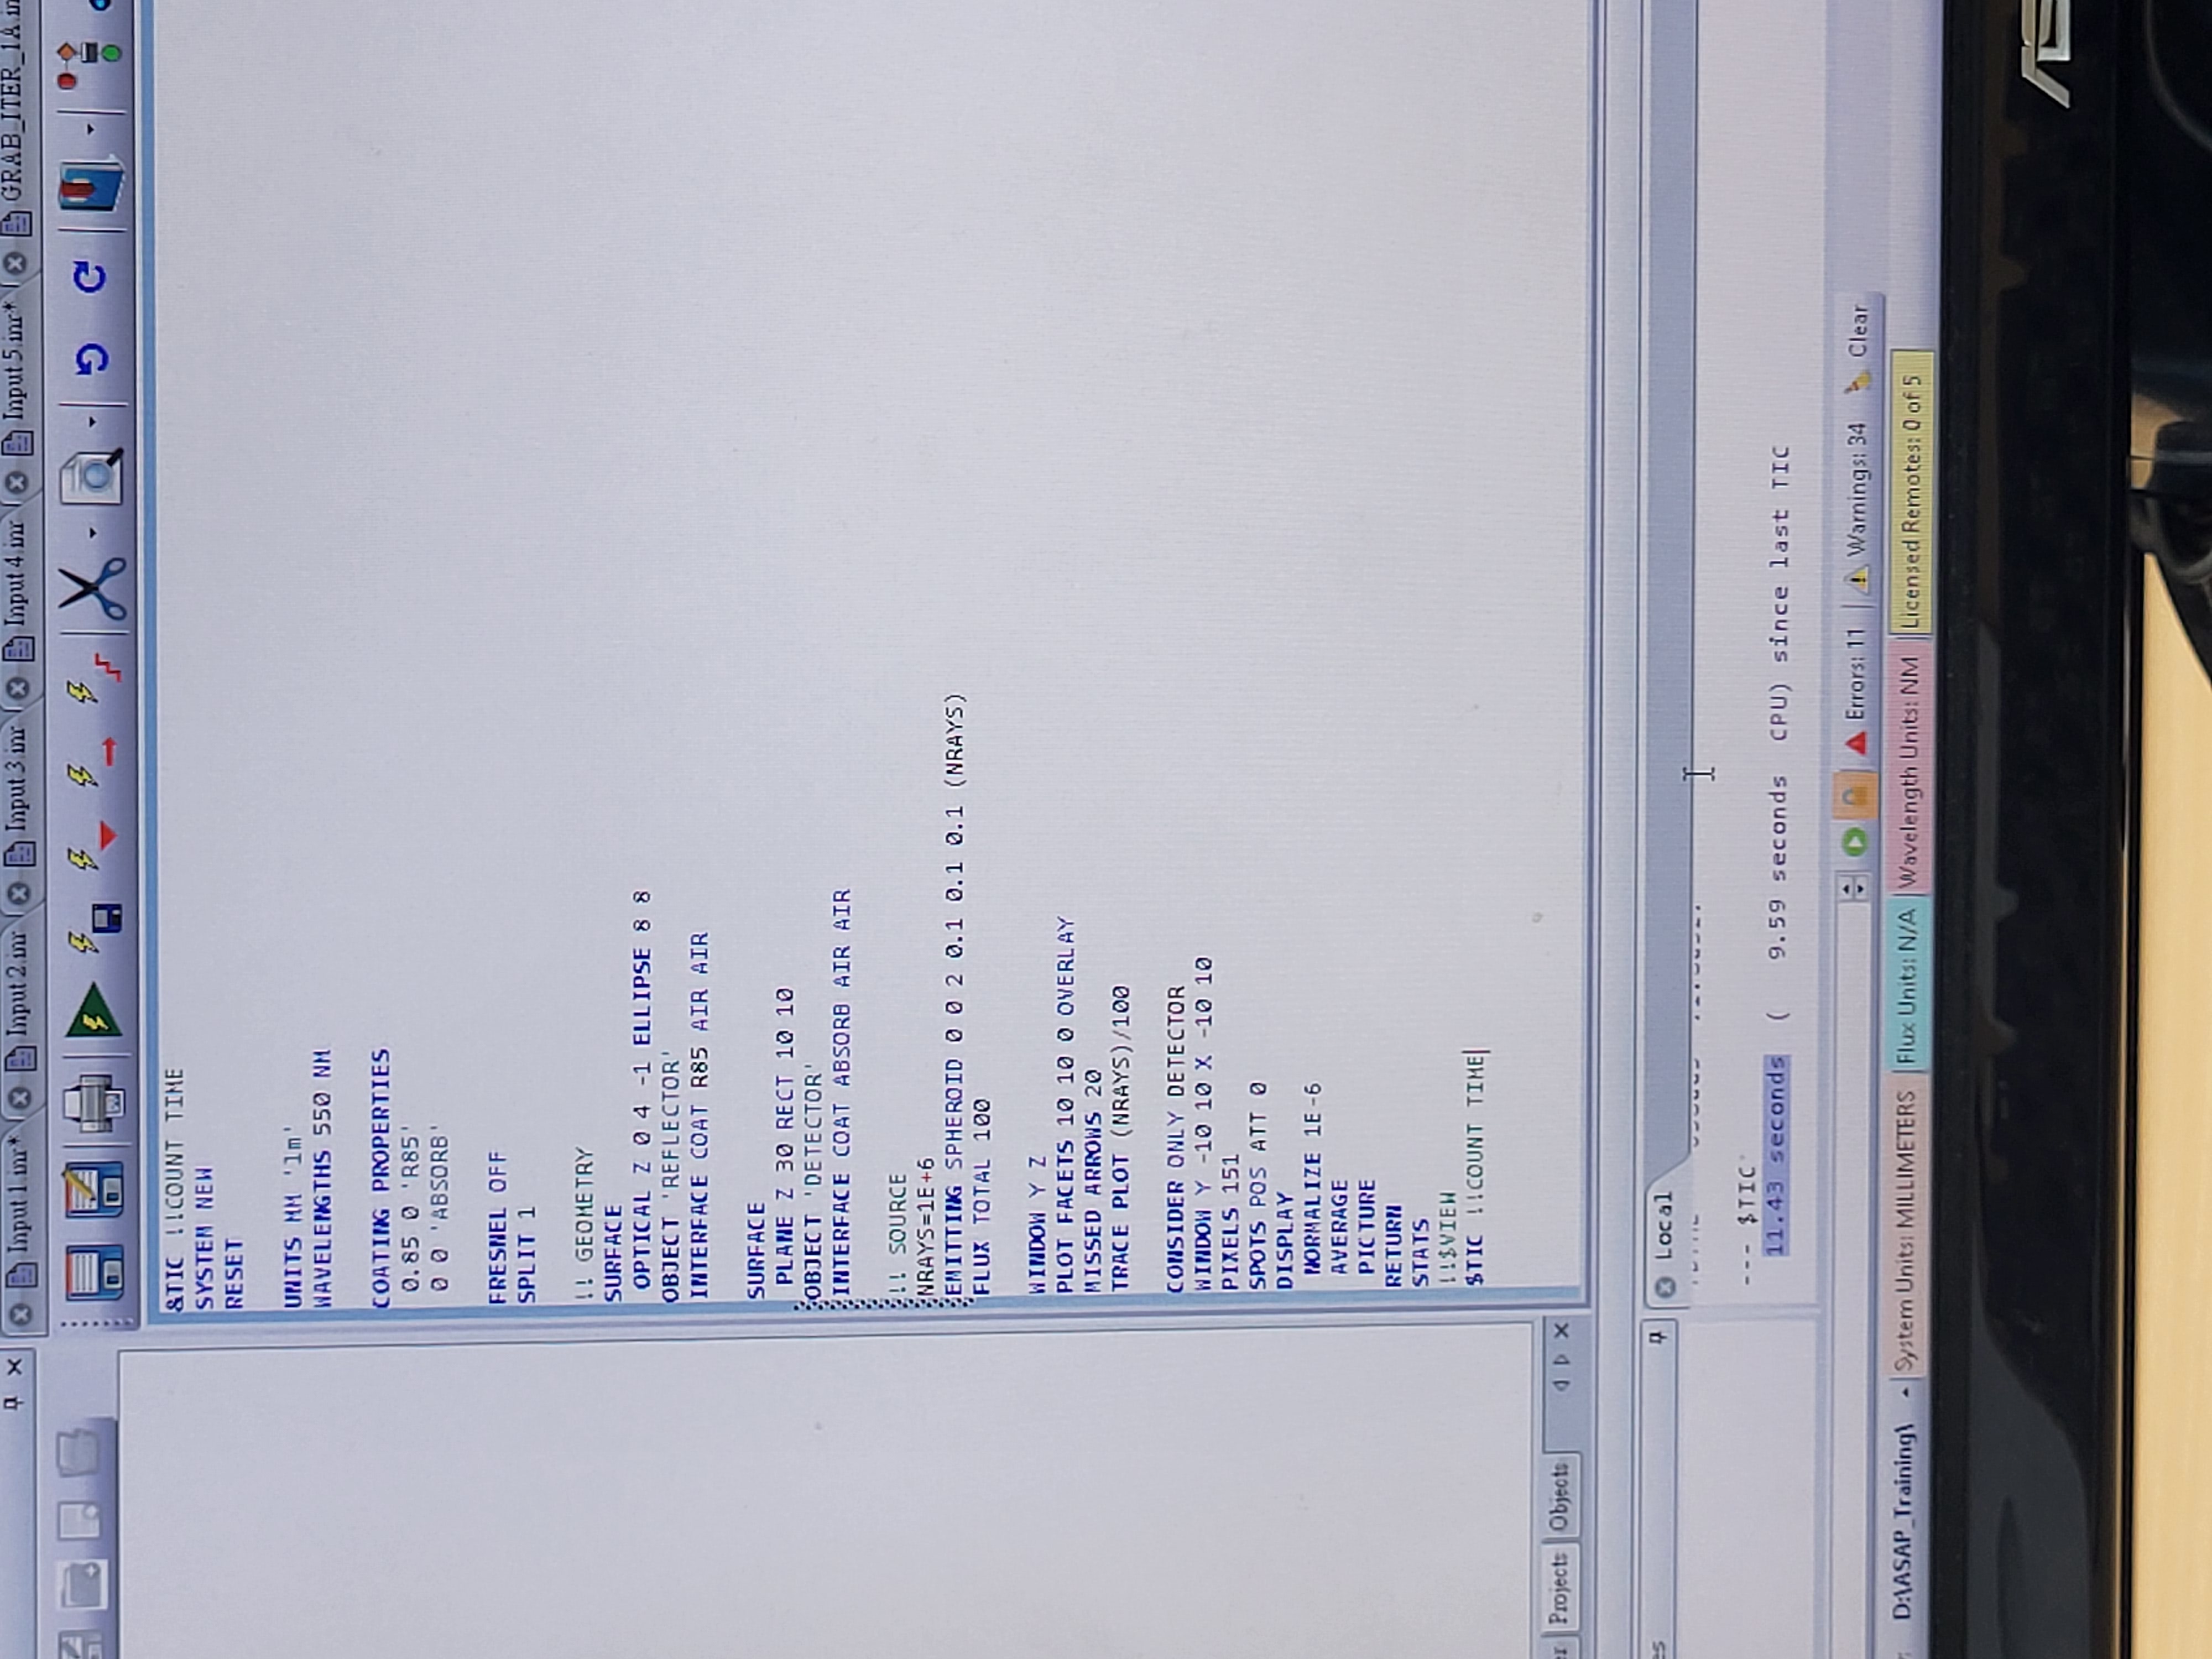 Input 1.inr*
Input 2.inr
Input 3.inr
Input 4.inr
Input 5.inr*
GRAB_ITER_1A.in
&TIC !!COUNT TIME
SYSTEM NEW
RESET
UNITS MM 'lm'
WAVELENGTHS 550 NM
COATING PROPERTIES
0.85 0 'R85'
0 0 'ABSORB'
FRESNEL OFF
SPLIT 1
!! GEOMETRY
SURFACE
OPTICAL Z 0 4 -1 ELLIPSE 8 8
OBJECT 'REFLECTOR'
INTERFACE COAT R85 AIR AIR
SURFACE
PLANE Z 30 RECT 10 10
OBJECT 'DETECTOR'
INTERFACE COAT ABSORB AIR AIR
!! SOURCE
NRAYS=1E+6
EMITTING SPHEROID 0 0 2 0.1 0.1 0.1 (NRAYS)
FLUX TOTAL 100
WINDOW Y Z
PLOT FACETS 10 10 0 OVERLAY
MISSED ARROWS 20
TRACE PLOT (NRAYS)/100
CONSIDER ONLY DETECTOR
WINDOW Y -10 10 X -10 10
PIXELS 151
SPOTS POS ATT 0
DISPLAY
NORMALIZE 1E-6
AVERAGE
PICTURE
RETURN
STATS
!!$VIEW
$TIC !!COUNT TIME
er Projects Objects
es
Local
--- $TIC
11.43 seconds ( 9.59 seconds CPU) since last TIC
Errors: 11 Warnings: 34 Clear
D:\ASAP_Training\ System Units: MILLIMETERS Flux Units: N/A Wavelength Units: NM Licensed Remotes: 0 of 5